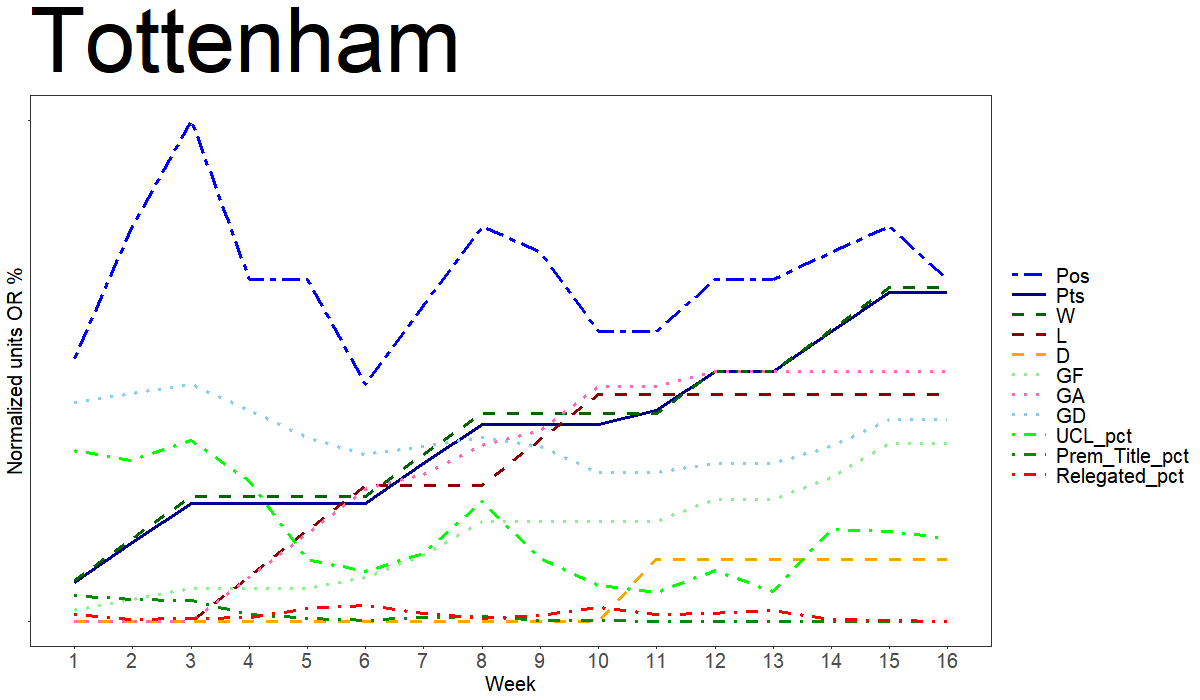 Tottenham
Normalized units OR %
Pos
Pts
W
L
D
GF
GA
GD
UCL_pct
Prem_Title_pct
Relegated_pct
1 2 3 4 5 6 7 8 9 10 11 12 13 14 15 16
Week